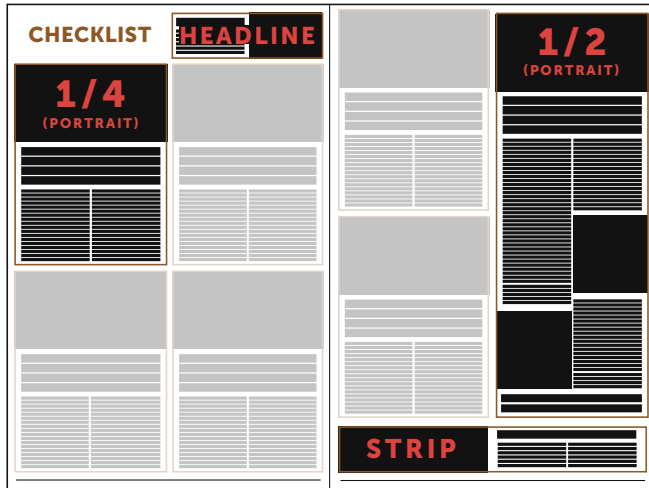 CHECKLIST
HEADLINE
1/4
(PORTRAIT)
1/2
(PORTRAIT)
STRIP